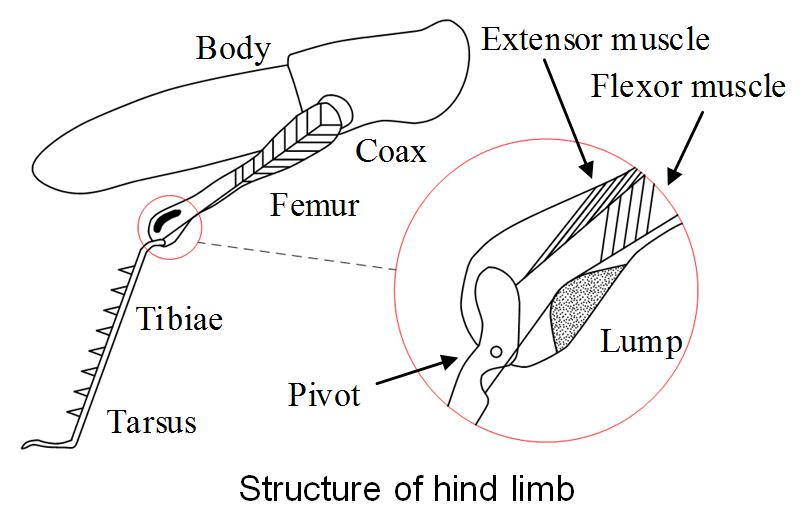 Body
Extensor muscle
Flexor muscle
Coax
Femur
Tibiae
Lump
Pivot
Tarsus
Structure of hind limb